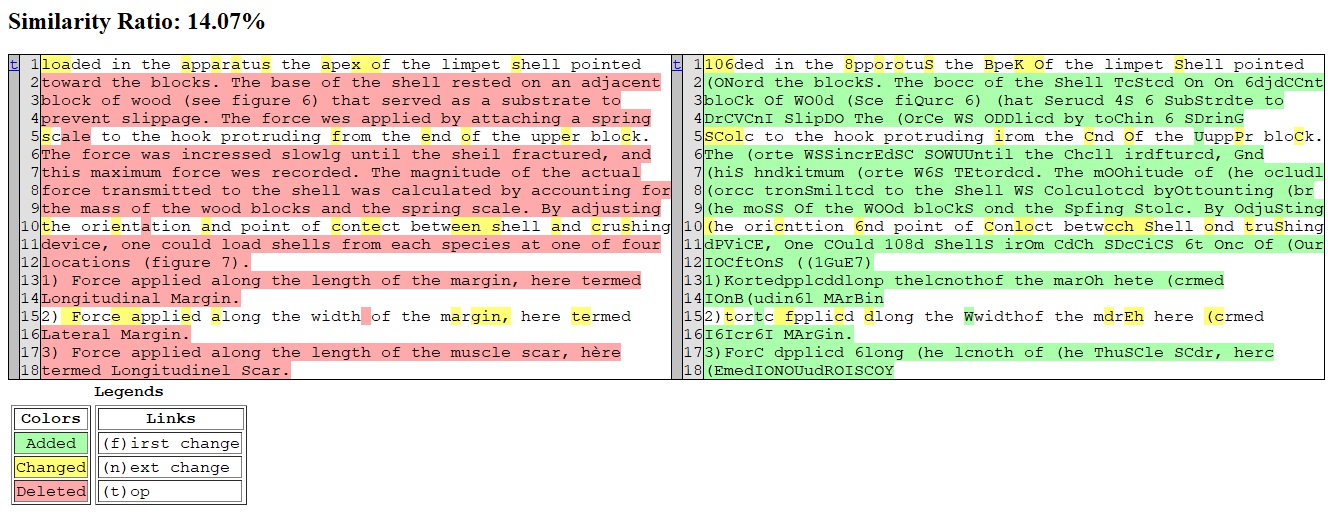 Similarity Ratio: 14.07%
t 1 loaded in the apparatus the apex of the limpet shell pointed t 1 106ded in the 8pporotuS the BpeK Of the limpet Shell pointed
2 toward the blocks. The base of the shell rested on an adjacent 2 (ONord the blockS. The bocc of the Shell TcStcd On On 6djdCCnt
3 block of wood (see figure 6) that served as a substrate to 3 bloCk Of WO0d (Sce fiQurc 6) (hat Serucd 4S 6 SubStrdte to
4 prevent slippage. The force wes applied by attaching a spring 4 DrCVCnI SlipDO The (OrCe WS ODDlicd by toChin 6 SDrinG
5 scale to the hook protruding from the end of the upper block. 5 SCOlc to the hook protruding irom the Cnd Of the UuppPr bloCk.
6 The force was increased slowlg until the sheil fractured, and 6 The (orte WSSincrEdSC SOWUUntil the Chcll irdfturcd, Gnd
7 this maximum force wes recorded. The magnitude of the actual 7 (hiS hndkitmum (orte W6S TEtordcd. The mOOhitude of (he ocludl
8 force transmitted to the shell was calculated by accounting for 8 (orcc tronSmiltcd to the Shell WS Colculotcd byOttounting (br
9 the mass of the wood blocks and the spring scale. By adjusting 9 (he moSS Of the WOOd bloCkS ond the Spfing Stolc. By OdjuSting
10 the orientation and point of contect between shell and crushing 10 (he oricnttion 6nd point of Conloct betwcch Shell ond truShing
11 device, one could load shells from each species at one of four 11 dPViCE, One COuld 108d ShellS irOm CdCh SDcCiCS 6t Onc Of (Our
12 locations (figure 7). 12 IOCftOnS ((1GuE7)
13 1) Force applied along the length of the margin, here termed 13 1)Kortedpplcddlonp thelcnothof the marOh hete (crmed
14 Longitudinal Margin. 14 IOnB(udin6l MArBin
15 2) Force applied along the width of the margin, here termed 15 2)tortc fpplicd dlong the Wwidthof the mdrEh here (crmed
16 Lateral Margin. 16 I6Icr6I MArGin.
17 3) Force applied along the length of the muscle scar, hère 17 3)ForC dpplicd 6long (he lcnoth of (he ThuSCle SCdr, herc
18 termed Longitudinel Scar. 18 (EmedIONOUudROISCOY
Legends
Colors Links
Added (f)irst change
Changed (n)ext change
Deleted (t)op